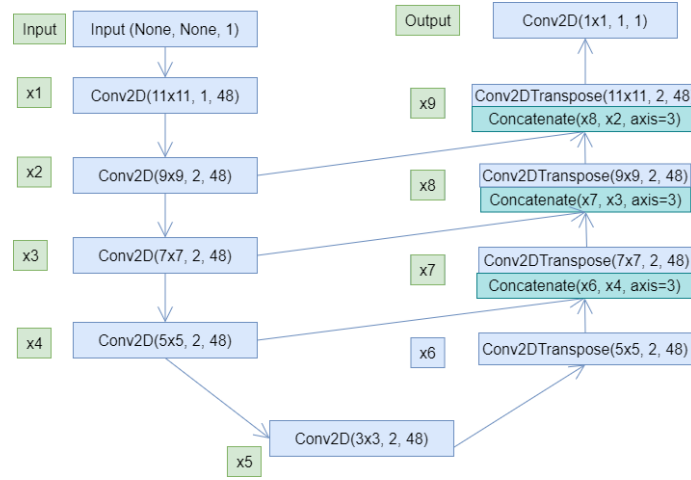 Input
Input (None, None, 1)
x1
Conv2D(11x11, 1, 48)
x2
Conv2D(9x9, 2, 48)
x3
Conv2D(7x7, 2, 48)
x4
Conv2D(5x5, 2, 48)
x5
Conv2D(3x3, 2, 48)
x6
Conv2DTranspose(5x5, 2, 48)
x7
Conv2DTranspose(7x7, 2, 48)
Concatenate(x6, x4, axis=3)
x8
Conv2DTranspose(9x9, 2, 48)
Concatenate(x7, x3, axis=3)
x9
Conv2DTranspose(11x11, 2, 48
Concatenate(x8, x2, axis=3)
Output
Conv2D(1x1, 1, 1)